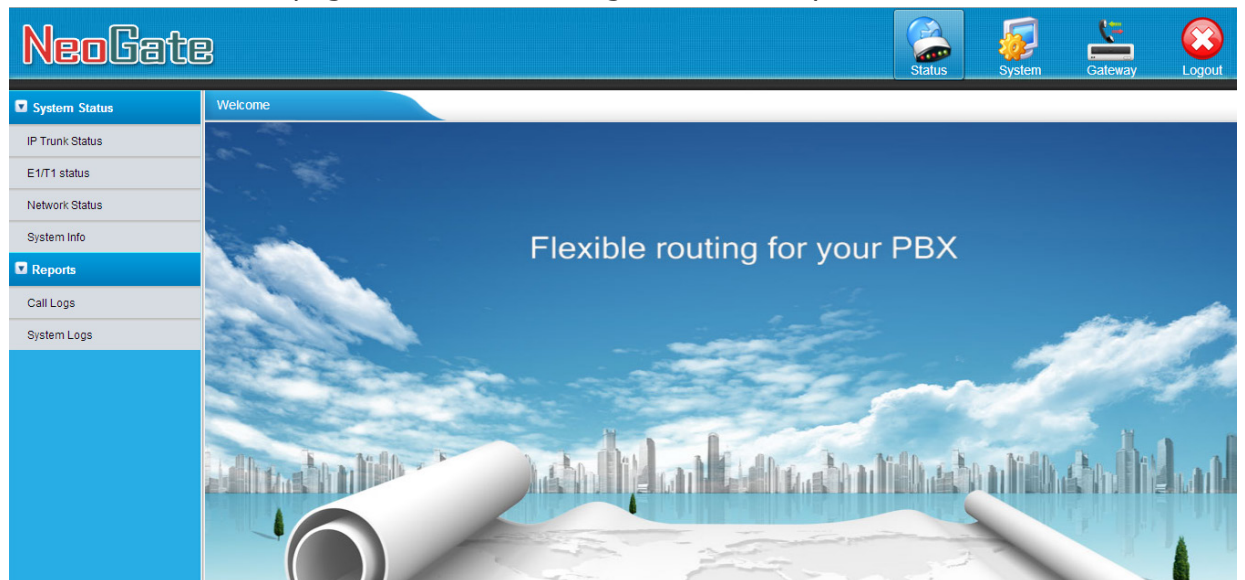 NeoGate
Status
System
Gateway
Logout
System Status
Welcome
IP Trunk Status
E1/T1 status
Network Status
System Info
Reports
Call Logs
System Logs
Flexible routing for your PBX